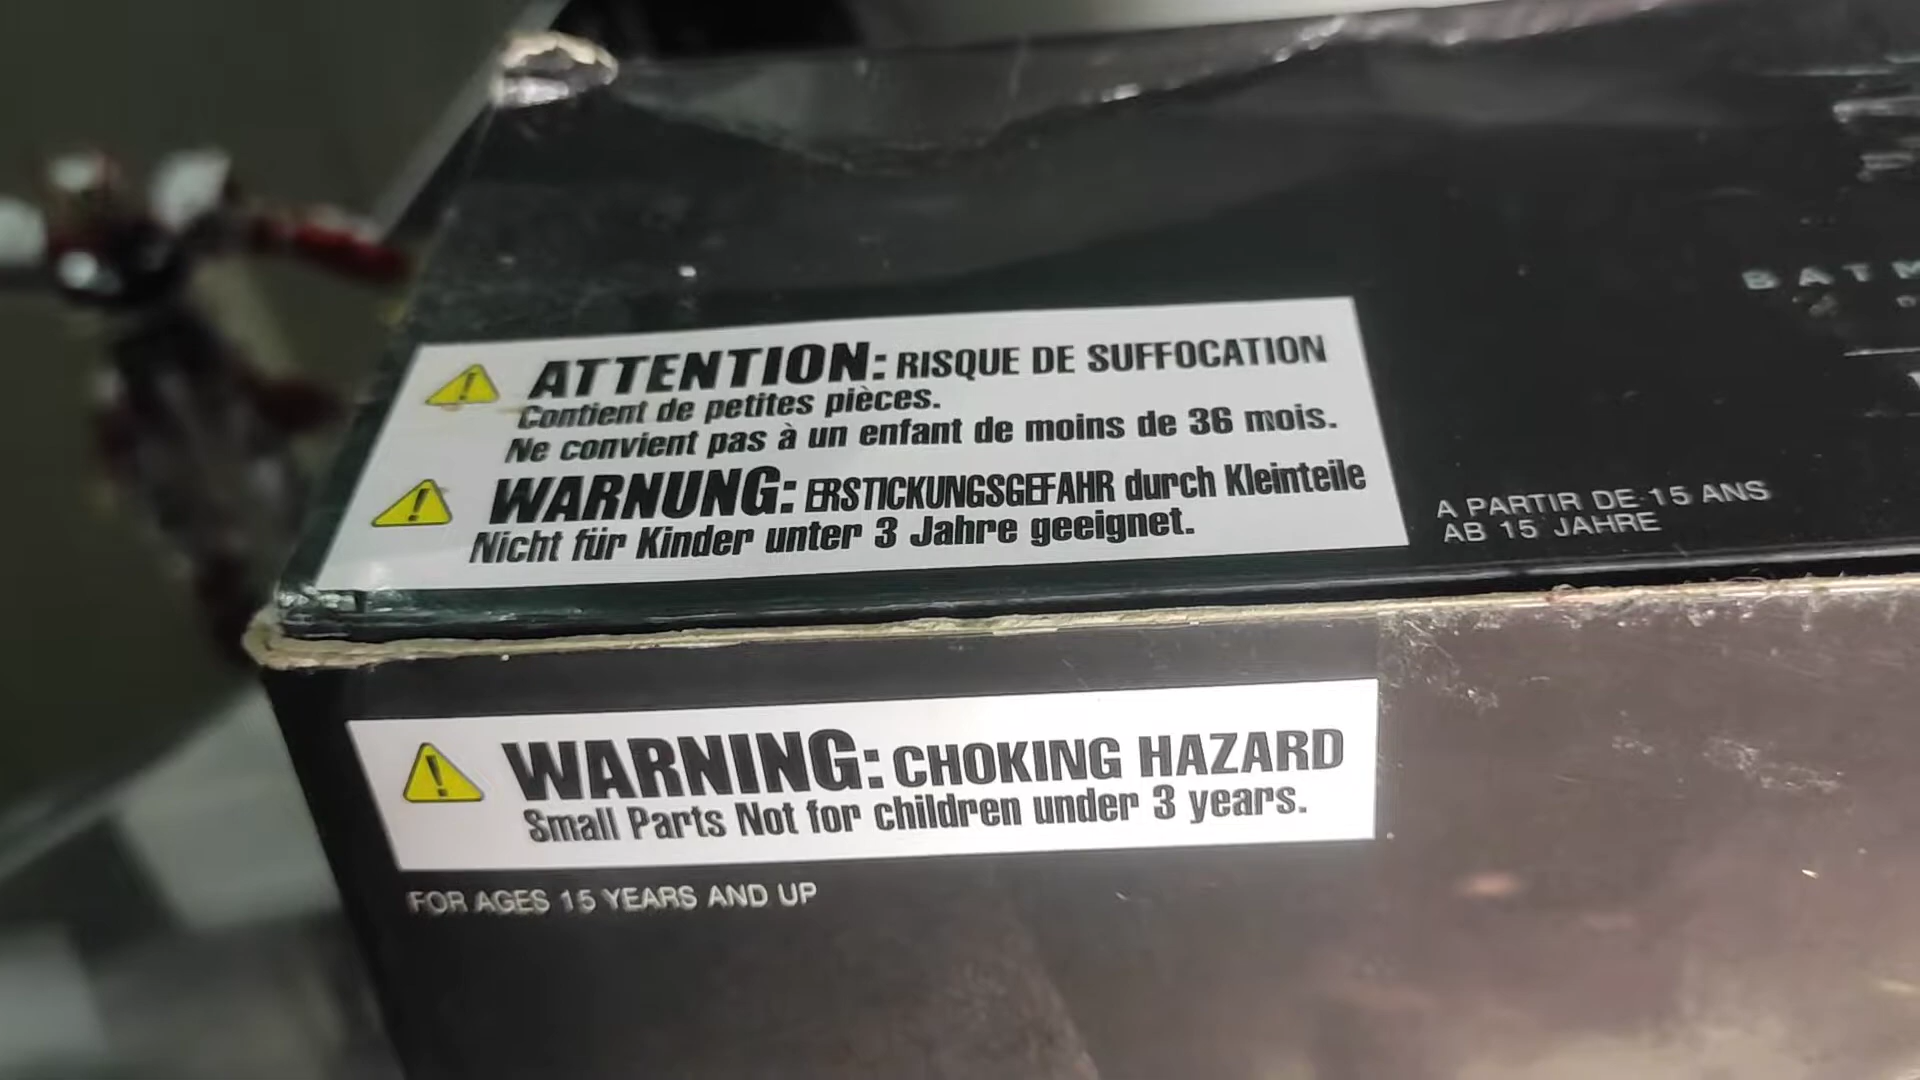 ATTENTION: RISQUE DE SUFFOCATION
Contient de petites pièces.
Ne convient pas à un enfant de moins de 36 mois.
WARNUNG: ERSTICKUNGSGEFAHR durch Kleinteile
Nicht für Kinder unter 3 Jahre geeignet.
A PARTIR DE 15 ANS
AB 15 JAHRE
WARNING: CHOKING HAZARD
Small Parts Not for children under 3 years.
FOR AGES 15 YEARS AND UP